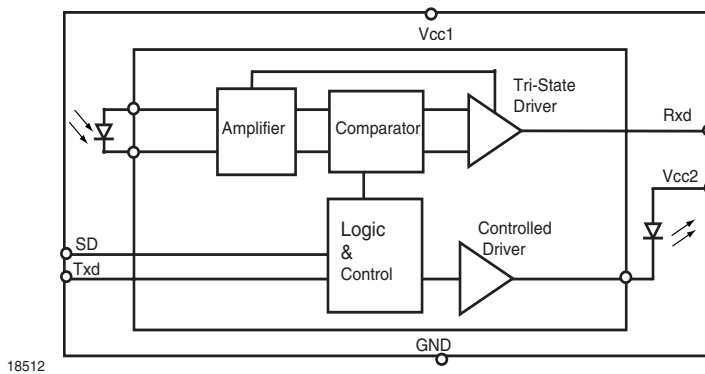 Vcc1
Tri-State
Driver
Amplifier
Comparator
Rxd
Vcc2
SD
Txd
Logic
&
Control
Controlled
Driver
GND
18512